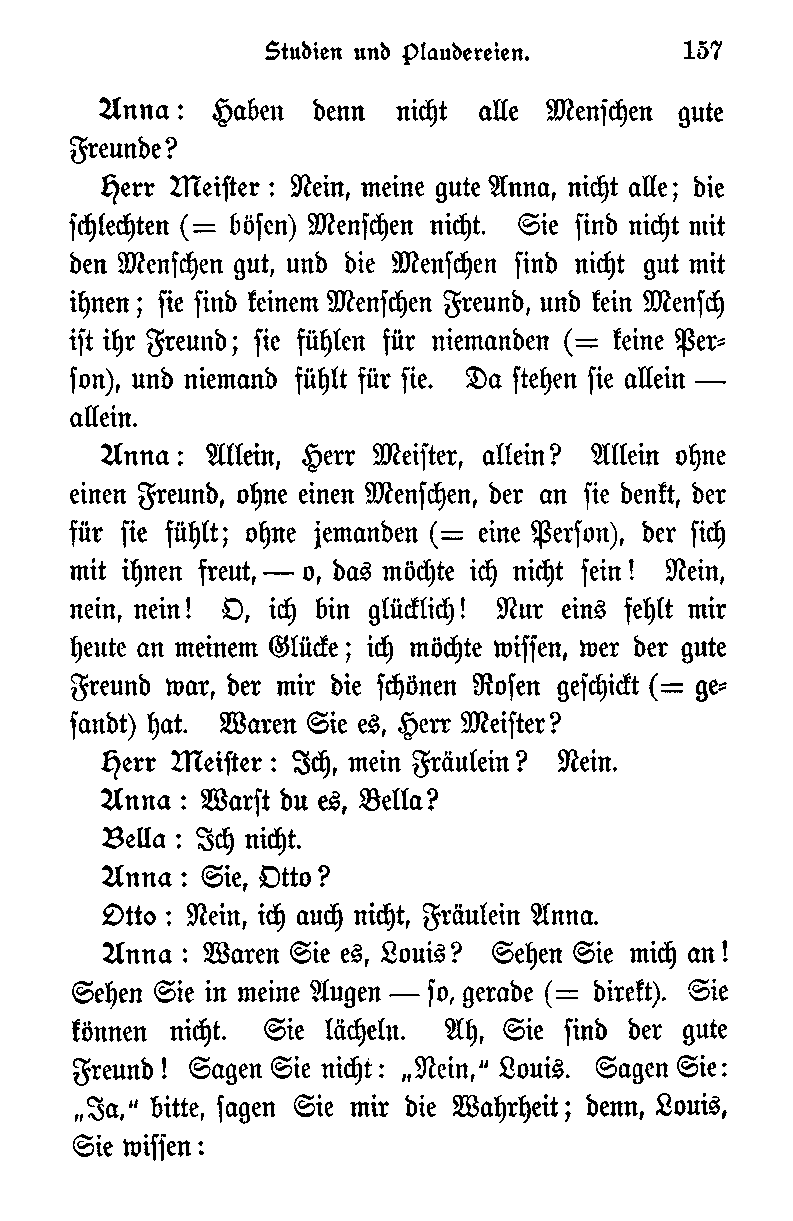 Studien und Plaudereien. 157
Anna: Haben denn nicht alle Menschen gute
Freunde?
Herr Meister: Nein, meine gute Anna, nicht alle; die
schlechten (= bösen) Menschen nicht. Sie sind nicht mit
den Menschen gut, und die Menschen sind nicht gut mit
ihnen; sie sind keinem Menschen Freund, und kein Mensch
ist ihr Freund; sie fühlen für niemanden (= keine Per-
son), und niemand fühlt für sie. Da stehen sie allein —
allein.
Anna: Allein, Herr Meister, allein? Allein ohne
einen Freund, ohne einen Menschen, der an sie denkt, der
für sie fühlt; ohne jemanden (= eine Person), der sich
mit ihnen freut, — o, das möchte ich nicht sein! Nein,
nein, nein! O, ich bin glücklich! Nur eins fehlt mir
heute an meinem Glücke; ich möchte wissen, wer der gute
Freund war, der mir die schönen Rosen geschickt (= ge-
sandt) hat. Waren Sie es, Herr Meister?
Herr Meister: Ich, mein Fräulein? Nein.
Anna: Warst du es, Bella?
Bella: Ich nicht.
Anna: Sie, Otto?
Otto: Nein, ich auch nicht, Fräulein Anna.
Anna: Waren Sie es, Louis? Sehen Sie mich an!
Sehen Sie in meine Augen — so, gerade (= direkt). Sie
können nicht. Sie lächeln. Ah, Sie sind der gute
Freund! Sagen Sie nicht: „Nein,“ Louis. Sagen Sie:
„Ja,“ bitte, sagen Sie mir die Wahrheit; denn, Louis,
Sie wissen: